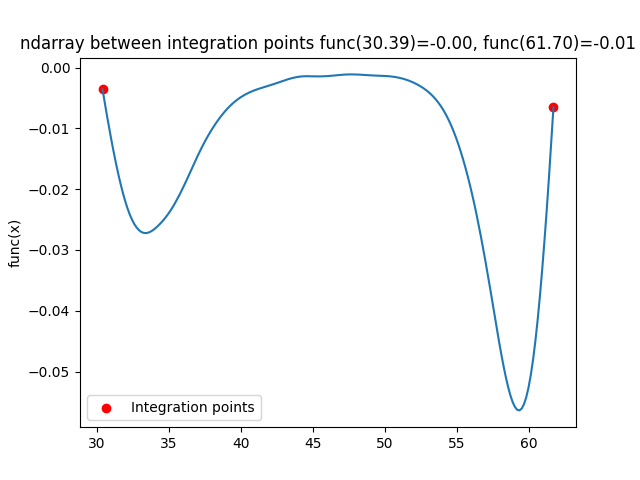 ndarray between integration points func(30.39)=-0.00, func(61.70)=-0.01
0.00
−0.01
−0.02
−0.03
−0.04
−0.05
func(x)
Integration points
30 35 40 45 50 55 60